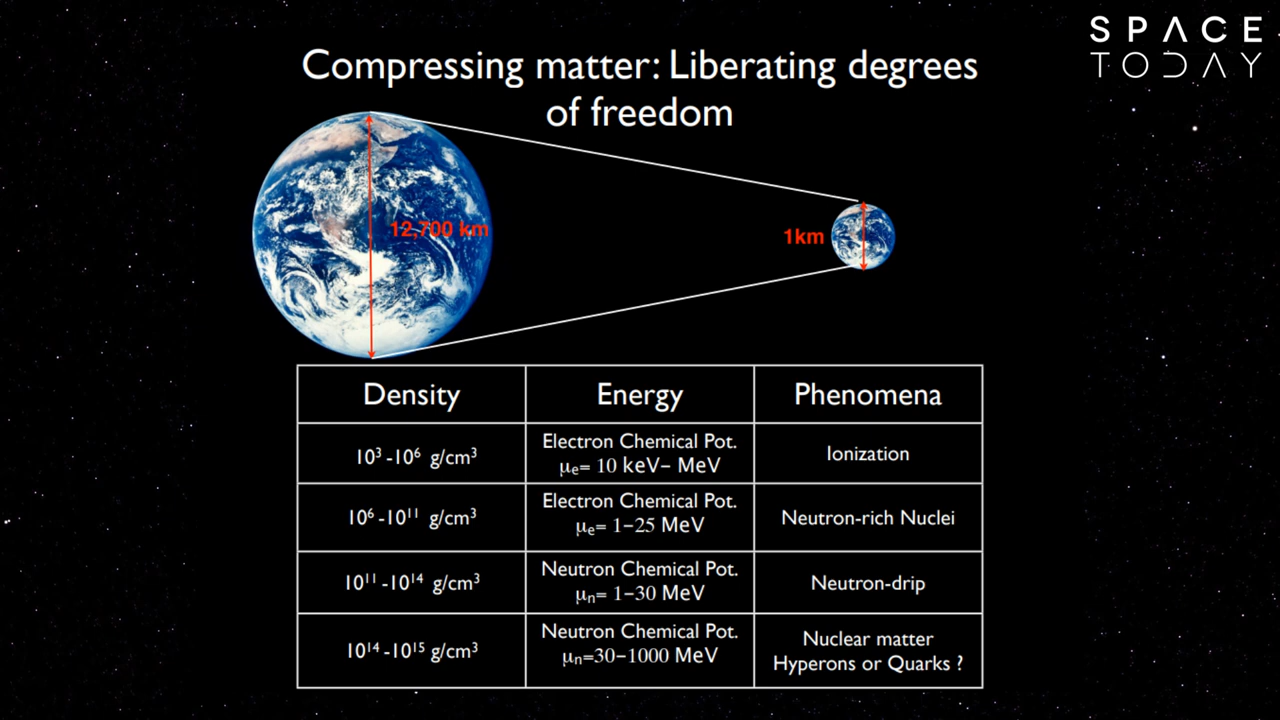 SPACE
TODAY
Compressing matter: Liberating degrees
of freedom
12,700 km
1km
Density
Energy
Phenomena
10³ -10⁶ g/cm³
Electron Chemical Pot.
μₑ= 10 keV– MeV
Ionization
10⁶ -10¹¹ g/cm³
Electron Chemical Pot.
μₑ= 1–25 MeV
Neutron-rich Nuclei
10¹¹ -10¹⁴ g/cm³
Neutron Chemical Pot.
μₙ= 1–30 MeV
Neutron-drip
10¹⁴ -10¹⁵ g/cm³
Neutron Chemical Pot.
μₙ=30–1000 MeV
Nuclear matter
Hyperons or Quarks ?